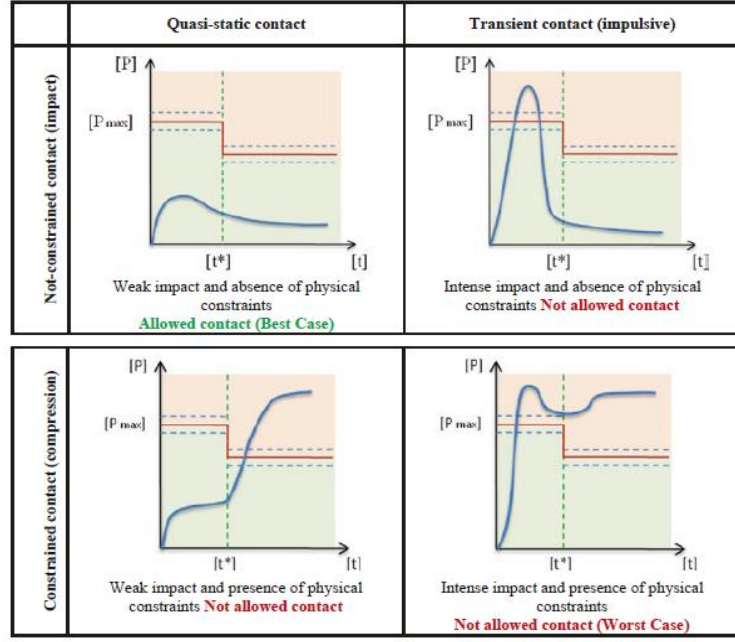 Quasi-static contact
Transient contact (impulsive)
Not-constrained contact (impact)
[P]
[P max]
[t*]
[t]
Weak impact and absence of physical
constraints
Allowed contact (Best Case)
[P]
[P max]
[t*]
[t]
Intense impact and absence of physical
constraints Not allowed contact
Constrained contact (compression)
[P]
[P max]
[t*]
[t]
Weak impact and presence of physical
constraints Not allowed contact
[P]
[P max]
[t*]
[t]
Intense impact and presence of physical
constraints
Not allowed contact (Worst Case)